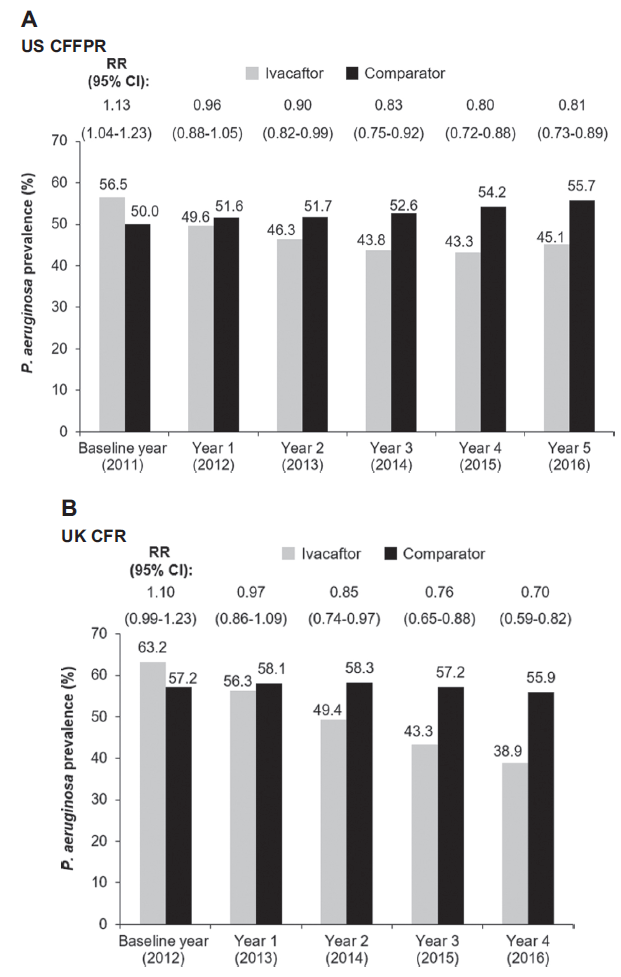 A
US CFFPR
RR
(95% CI):
Ivacaftor Comparator
1.13 0.96 0.90 0.83 0.80 0.81
(1.04-1.23) (0.88-1.05) (0.82-0.99) (0.75-0.92) (0.72-0.88) (0.73-0.89)
P. aeruginosa prevalence (%)
70
60
50
40
30
20
10
0
56.5 50.0 49.6 51.6 46.3 51.7 43.8 52.6 43.3 54.2 45.1 55.7
Baseline year Year 1 Year 2 Year 3 Year 4 Year 5
(2011) (2012) (2013) (2014) (2015) (2016)
B
UK CFR
RR
(95% CI):
Ivacaftor Comparator
1.10 0.97 0.85 0.76 0.70
(0.99-1.23) (0.86-1.09) (0.74-0.97) (0.65-0.88) (0.59-0.82)
P. aeruginosa prevalence (%)
70
60
50
40
30
20
10
0
63.2 57.2 56.3 58.1 49.4 58.3 43.3 57.2 38.9 55.9
Baseline year Year 1 Year 2 Year 3 Year 4
(2012) (2013) (2014) (2015) (2016)